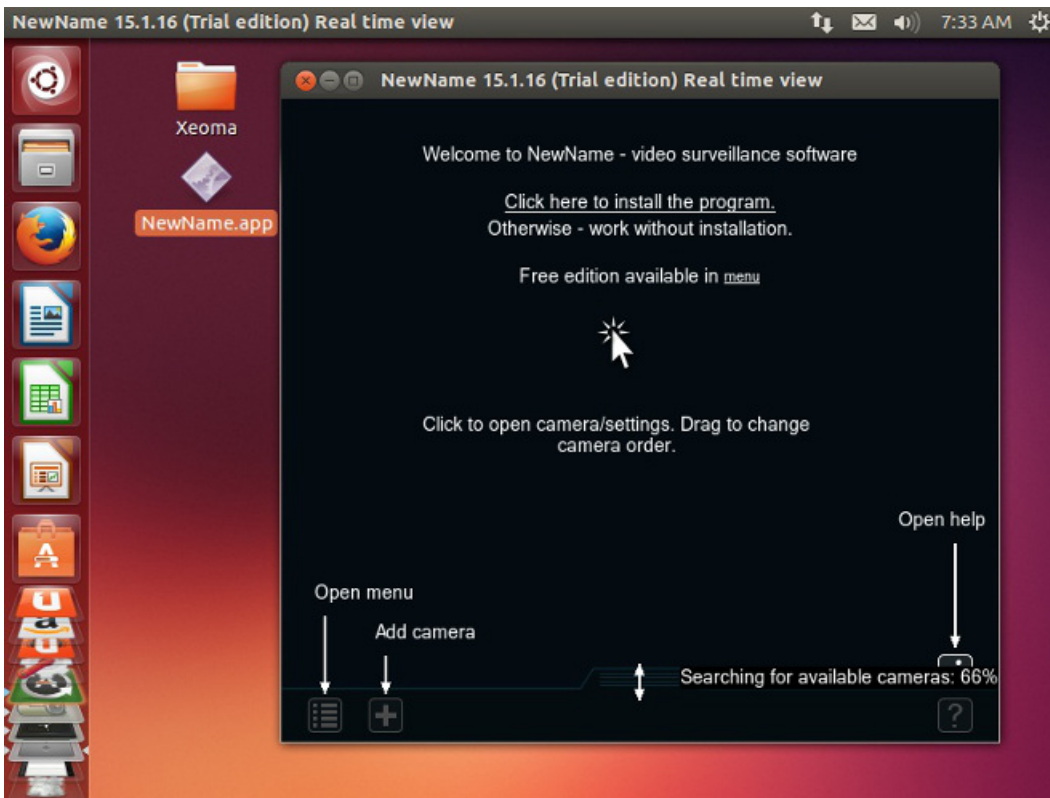 NewName 15.1.16 (Trial edition) Real time view
7:33 AM
Xeoma
NewName.app
NewName 15.1.16 (Trial edition) Real time view
Welcome to NewName - video surveillance software
Click here to install the program.
Otherwise - work without installation.
Free edition available in menu
Click to open camera/settings. Drag to change
camera order.
Open help
Open menu
Add camera
Searching for available cameras: 66%
?